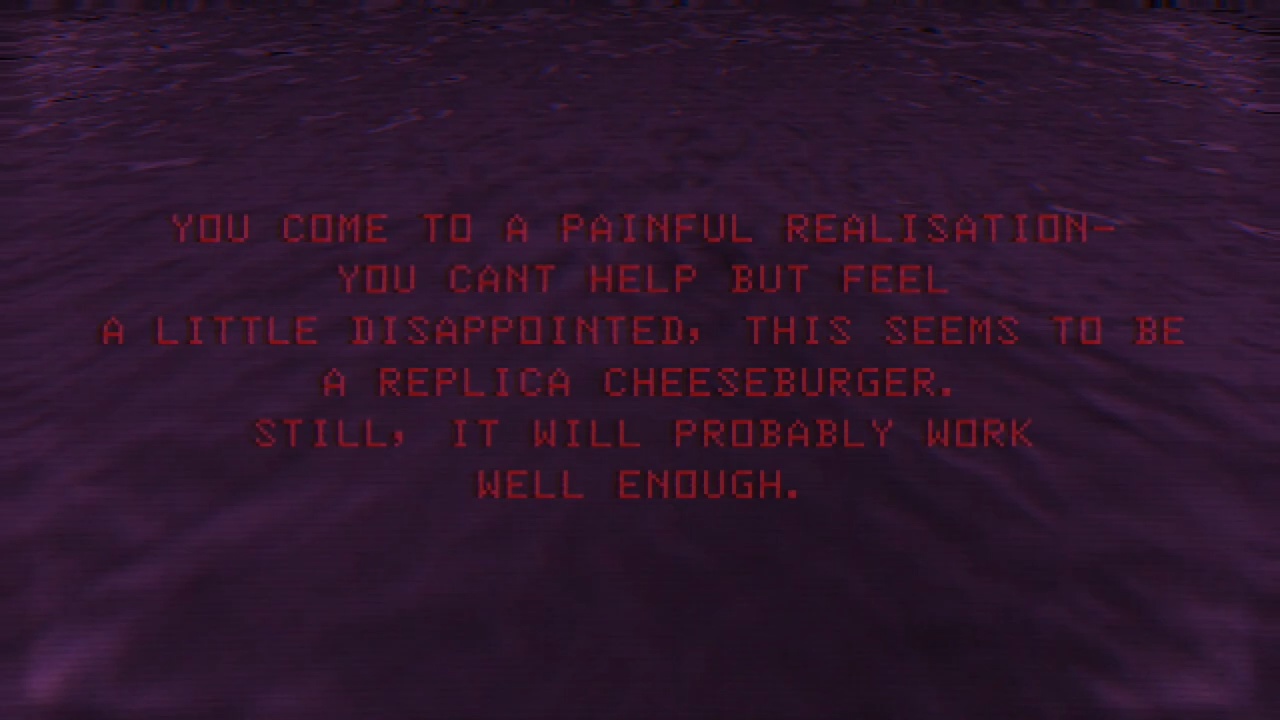 YOU COME TO A PAINFUL REALISATION-
YOU CANT HELP BUT FEEL
A LITTLE DISAPPOINTED, THIS SEEMS TO BE
A REPLICA CHEESEBURGER.
STILL, IT WILL PROBABLY WORK
WELL ENOUGH.